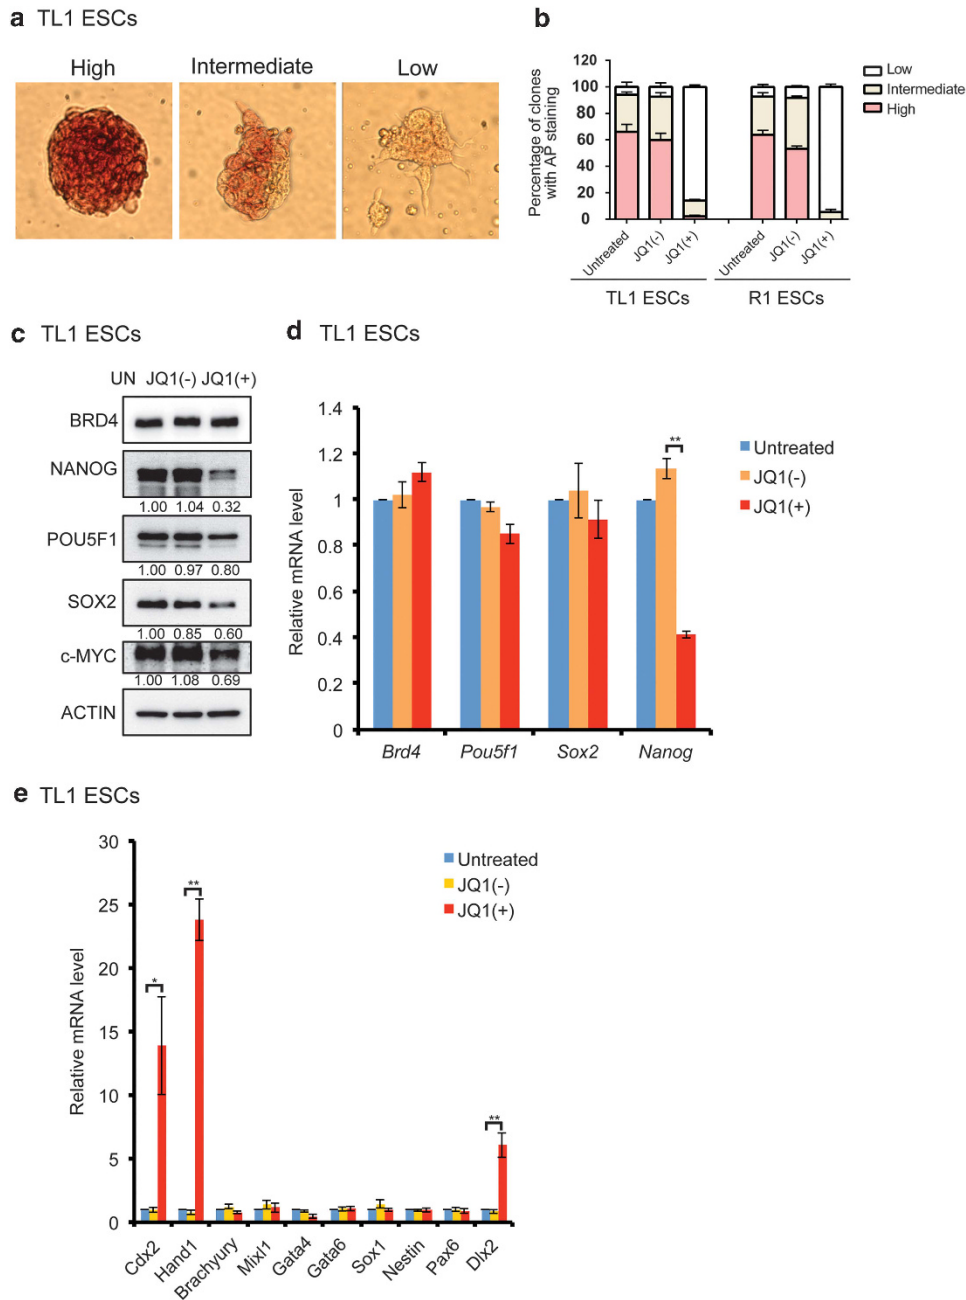 a TL1 ESCs
High Intermediate Low
b
Percentage of clones
with AP staining
120
100
80
60
40
20
0
Low
Intermediate
High
Untreated JQ1(-) JQ1(+) Untreated JQ1(-) JQ1(+)
TL1 ESCs R1 ESCs
c TL1 ESCs
UN JQ1(-) JQ1(+)
BRD4
NANOG
1.00 1.04 0.32
POU5F1
1.00 0.97 0.80
SOX2
1.00 0.85 0.60
c-MYC
1.00 1.08 0.69
ACTIN
d TL1 ESCs
Relative mRNA level
1.4
1.2
1
0.8
0.6
0.4
0.2
0
**
Untreated
JQ1(-)
JQ1(+)
Brd4 Pou5f1 Sox2 Nanog
e TL1 ESCs
Relative mRNA level
30
25
20
15
10
5
0
*
**
**
Untreated
JQ1(-)
JQ1(+)
Cdx2 Hand1 Brachyury Mixl1 Gata4 Gata6 Sox1 Nestin Pax6 Dlx2